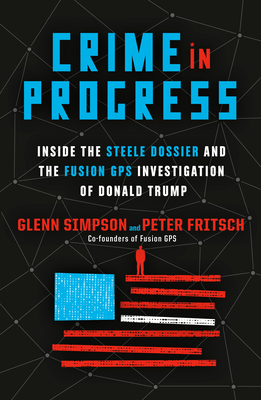 CRIME in
PROGRESS
INSIDE THE STEELE DOSSIER AND
THE FUSION GPS INVESTIGATION
OF DONALD TRUMP
GLENN SIMPSON and PETER FRITSCH
Co-founders of Fusion GPS